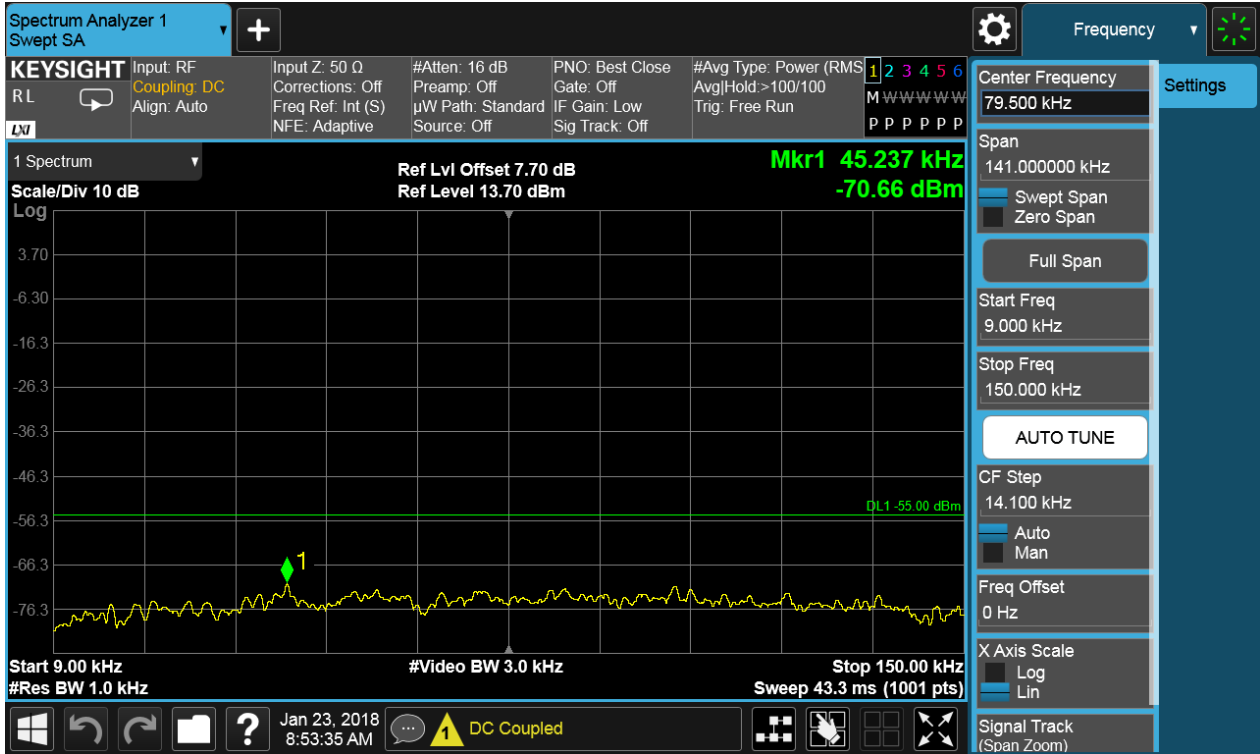 Spectrum Analyzer 1
Swept SA
+
Frequency
KEYSIGHT
R L
LXI
Input: RF
Coupling: DC
Align: Auto
Input Z: 50 Ω
Corrections: Off
Freq Ref: Int (S)
NFE: Adaptive
#Atten: 16 dB
Preamp: Off
µW Path: Standard
Source: Off
PNO: Best Close
Gate: Off
IF Gain: Low
Sig Track: Off
#Avg Type: Power (RMS
Avg|Hold:>100/100
Trig: Free Run
1 2 3 4 5 6
M W W W W W
P P P P P P
1 Spectrum
Scale/Div 10 dB
Log
Ref Lvl Offset 7.70 dB
Ref Level 13.70 dBm
Mkr1 45.237 kHz
-70.66 dBm
3.70
-6.30
-16.3
-26.3
-36.3
-46.3
-56.3
-66.3
-76.3
DL1 -55.00 dBm
1
Start 9.00 kHz
#Res BW 1.0 kHz
#Video BW 3.0 kHz
Stop 150.00 kHz
Sweep 43.3 ms (1001 pts)
Center Frequency
79.500 kHz
Span
141.000000 kHz
Swept Span
Zero Span
Full Span
Start Freq
9.000 kHz
Stop Freq
150.000 kHz
AUTO TUNE
CF Step
14.100 kHz
Auto
Man
Freq Offset
0 Hz
X Axis Scale
Log
Lin
Signal Track
(Span Zoom)
Settings
?
Jan 23, 2018
8:53:35 AM
1
DC Coupled